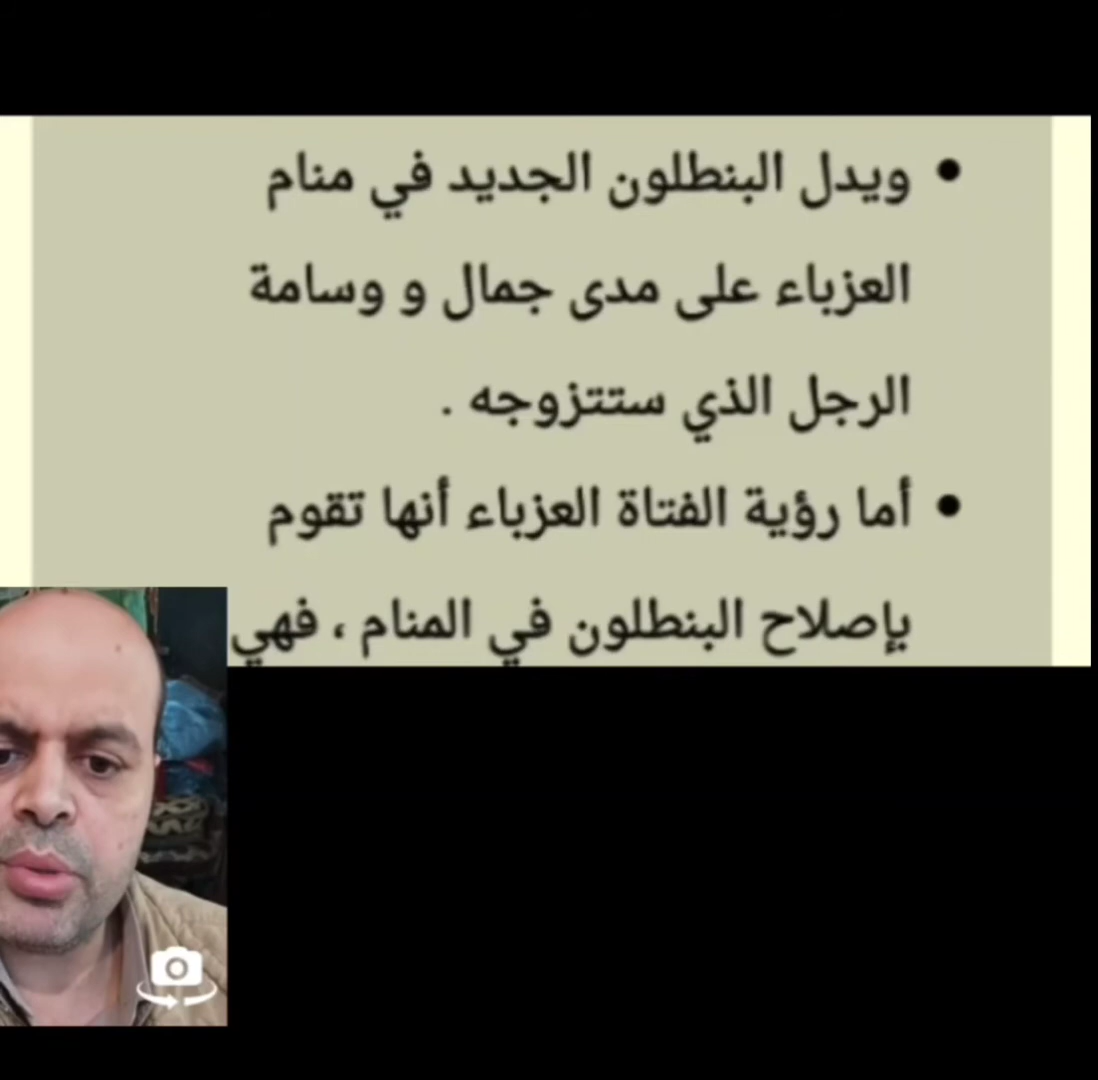 • ويدل البنطلون الجديد في منام
العزباء على مدى جمال و وسامة
الرجل الذي ستتزوجه .
• أما رؤية الفتاة العزباء أنها تقوم
بإصلاح البنطلون في المنام ، فهي